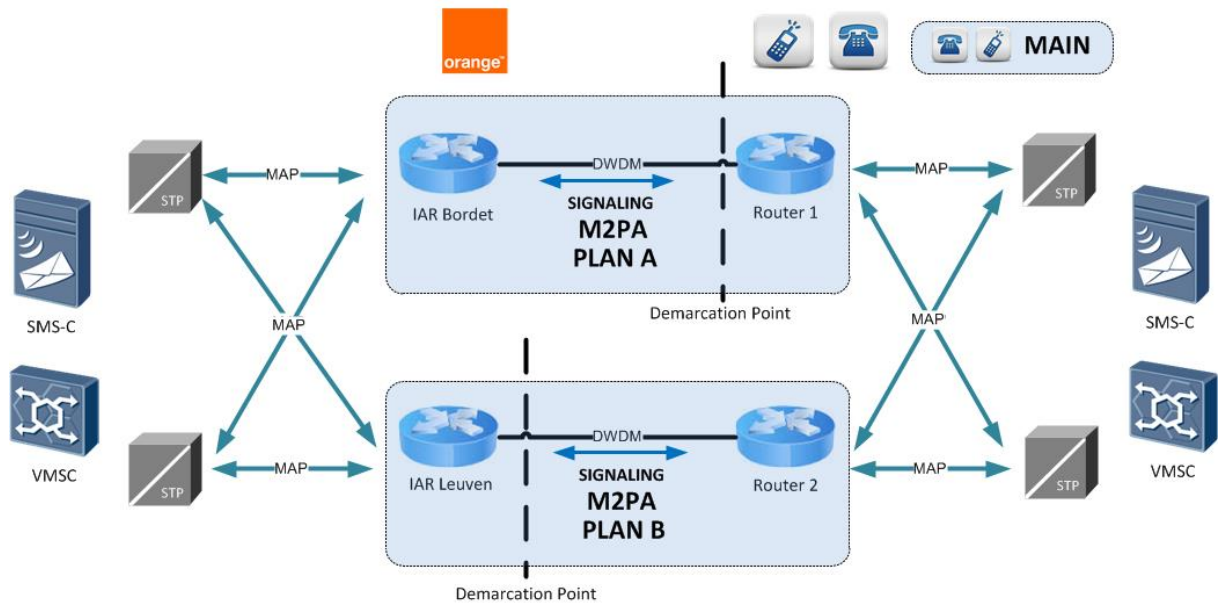 orange™
MAIN
STP
MAP
DWDM
MAP
STP
IAR Bordet
SIGNALING
M2PA
PLAN A
Router 1
SMS-C
MAP
Demarcation Point
MAP
SMS-C
STP
MAP
DWDM
MAP
STP
VMSC
IAR Leuven
SIGNALING
M2PA
PLAN B
Router 2
VMSC
Demarcation Point